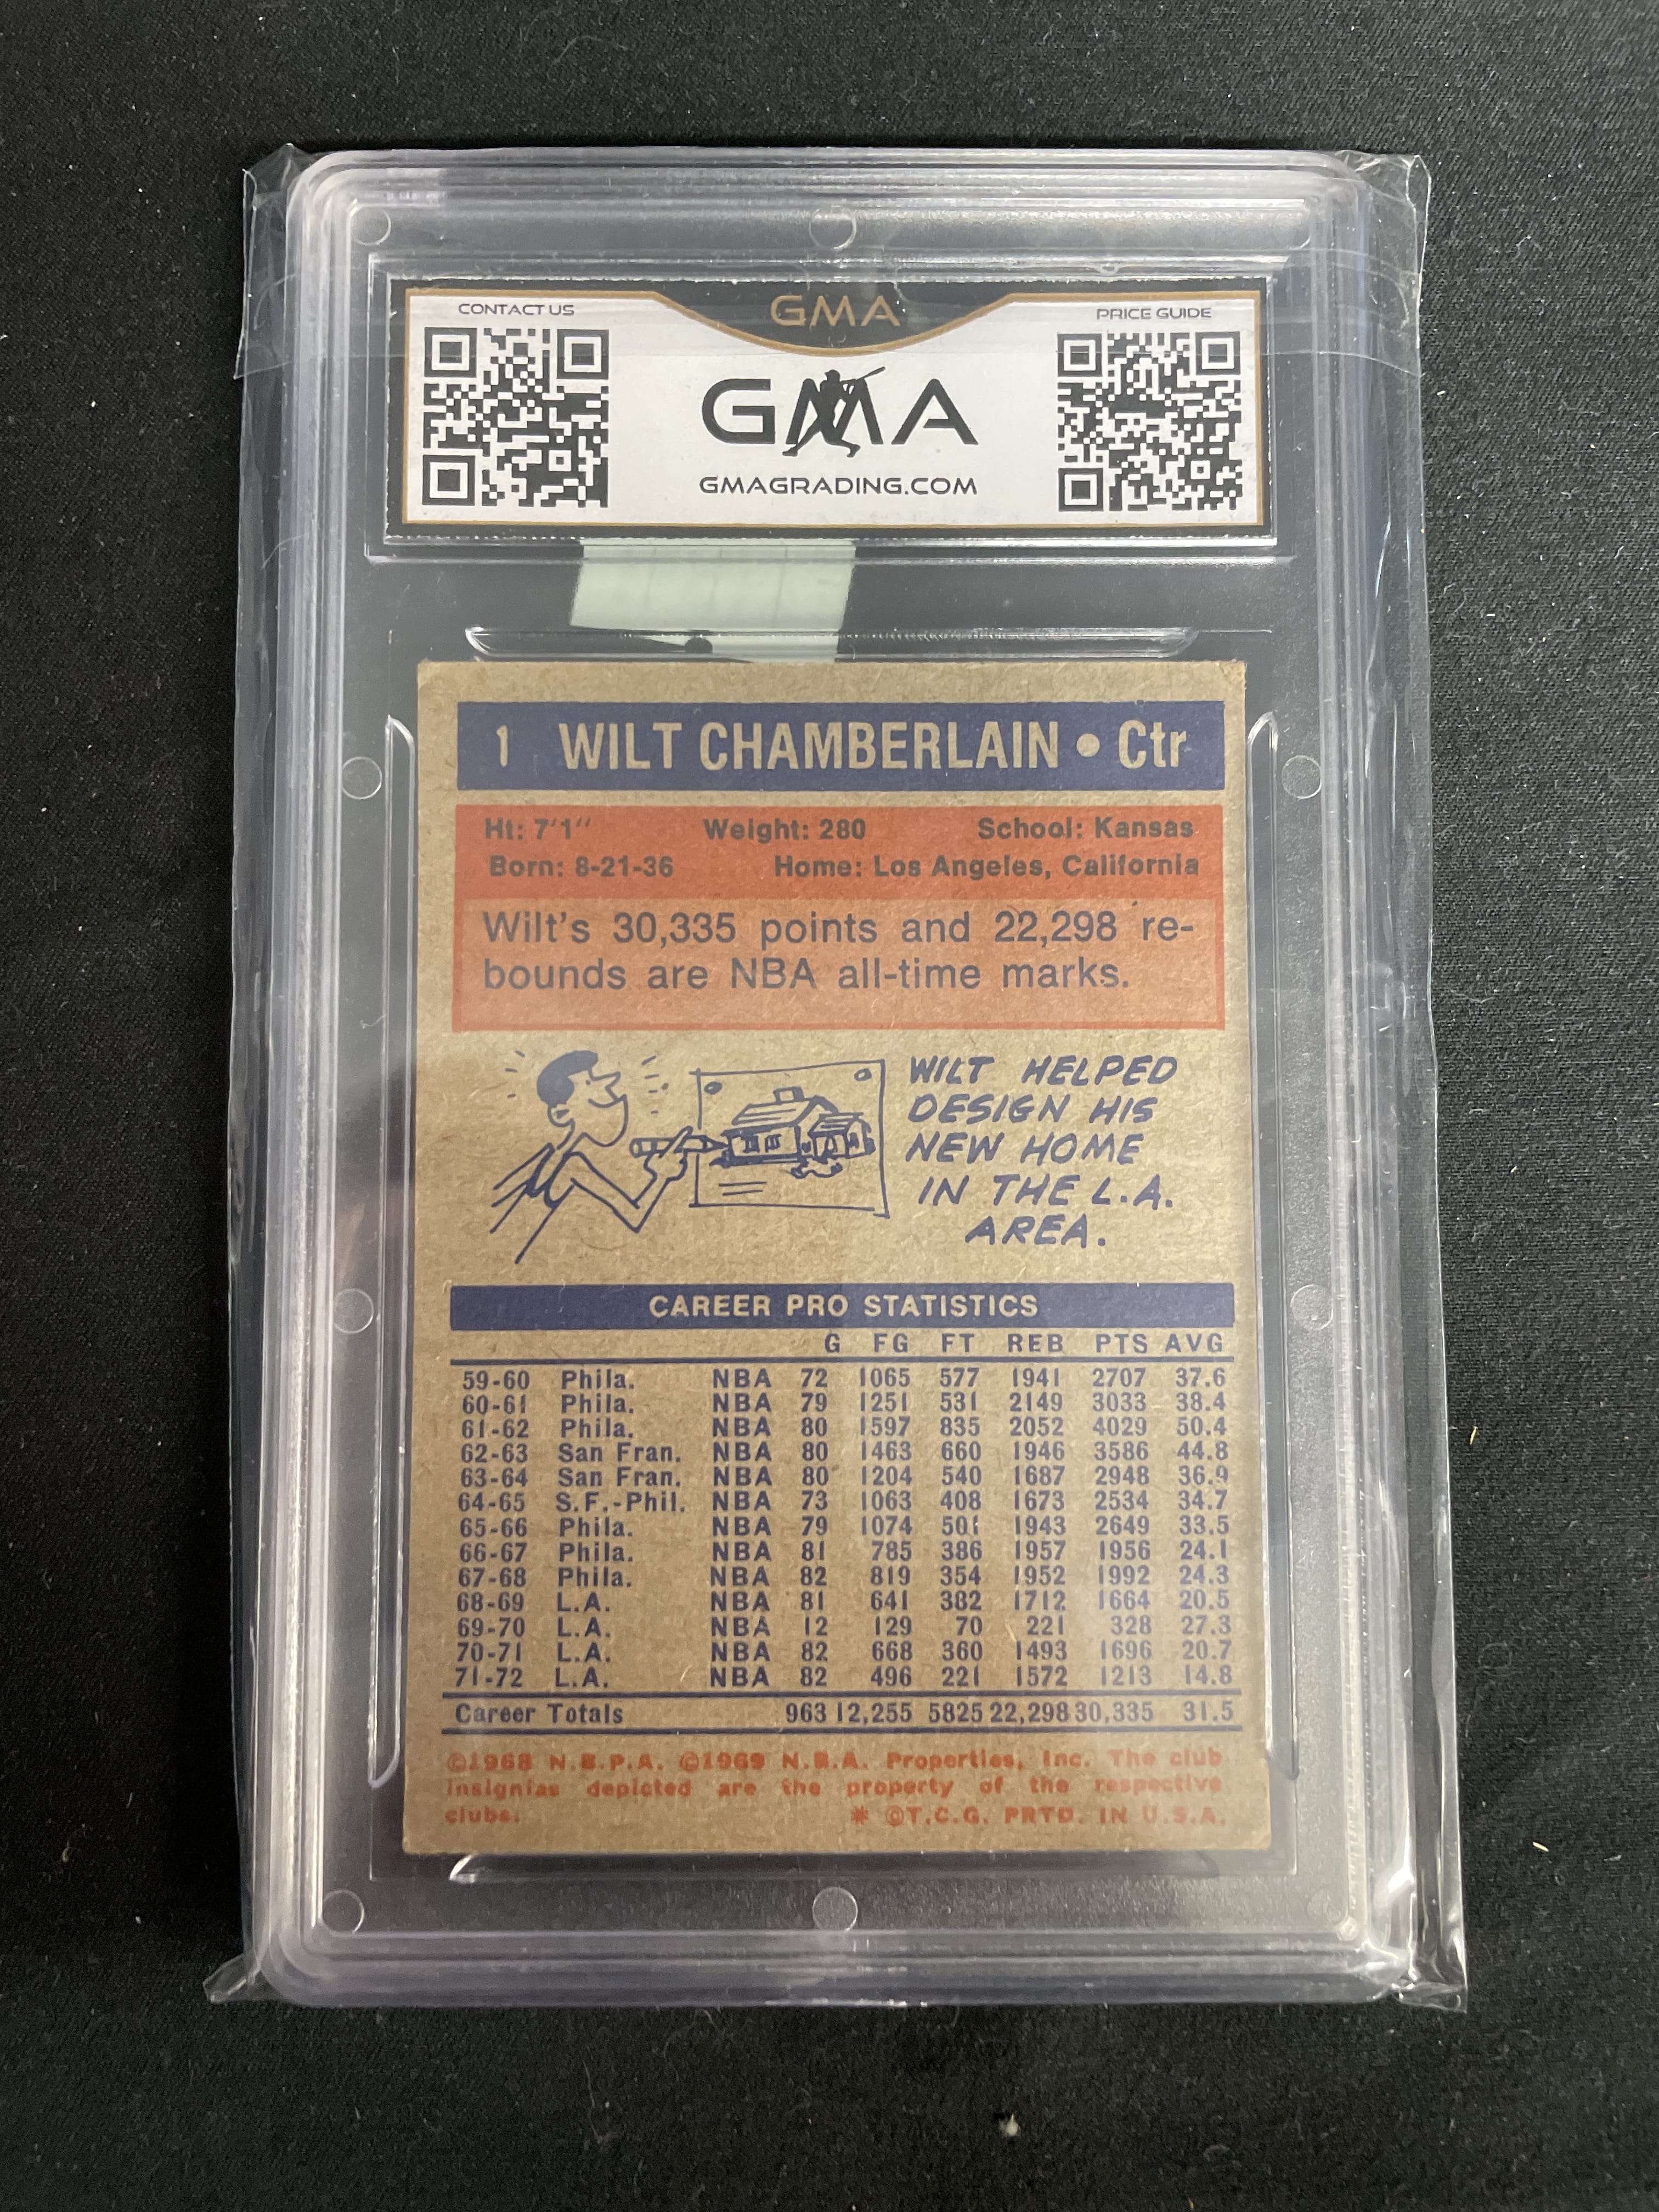 CONTACT US
GMA
PRICE GUIDE
GMA
GMAGRADING.COM
1 WILT CHAMBERLAIN • Ctr
Ht: 7'1" Weight: 280 School: Kansas
Born: 8-21-36 Home: Los Angeles, California
Wilt's 30,335 points and 22,298 re-
bounds are NBA all-time marks.
WILT HELPED
DESIGN HIS
NEW HOME
IN THE L.A.
AREA.
CAREER PRO STATISTICS
G FG FT REB PTS AVG
59-60 Phila. NBA 72 1065 577 1941 2707 37.6
60-61 Phila. NBA 79 1251 531 2149 3033 38.4
61-62 Phila. NBA 80 1597 835 2052 4029 50.4
62-63 San Fran. NBA 80 1463 660 1946 3586 44.8
63-64 San Fran. NBA 80 1204 540 1687 2948 36.9
64-65 S.F.-Phil. NBA 73 1063 408 1673 2534 34.7
65-66 Phila. NBA 79 1074 501 1943 2649 33.5
66-67 Phila. NBA 81 785 386 1957 1956 24.1
67-68 Phila. NBA 82 819 354 1952 1992 24.3
68-69 L.A. NBA 81 641 382 1712 1664 20.5
69-70 L.A. NBA 12 129 70 221 328 27.3
70-71 L.A. NBA 82 668 360 1493 1696 20.7
71-72 L.A. NBA 82 496 221 1572 1213 14.8
Career Totals 963 12,255 5825 22,298 30,335 31.5
©1968 N.B.P.A. ©1969 N.B.A. Properties, Inc. The club
insignias depicted are the property of the respective
clubs. * ©T.C.G. PRTD. IN U.S.A.